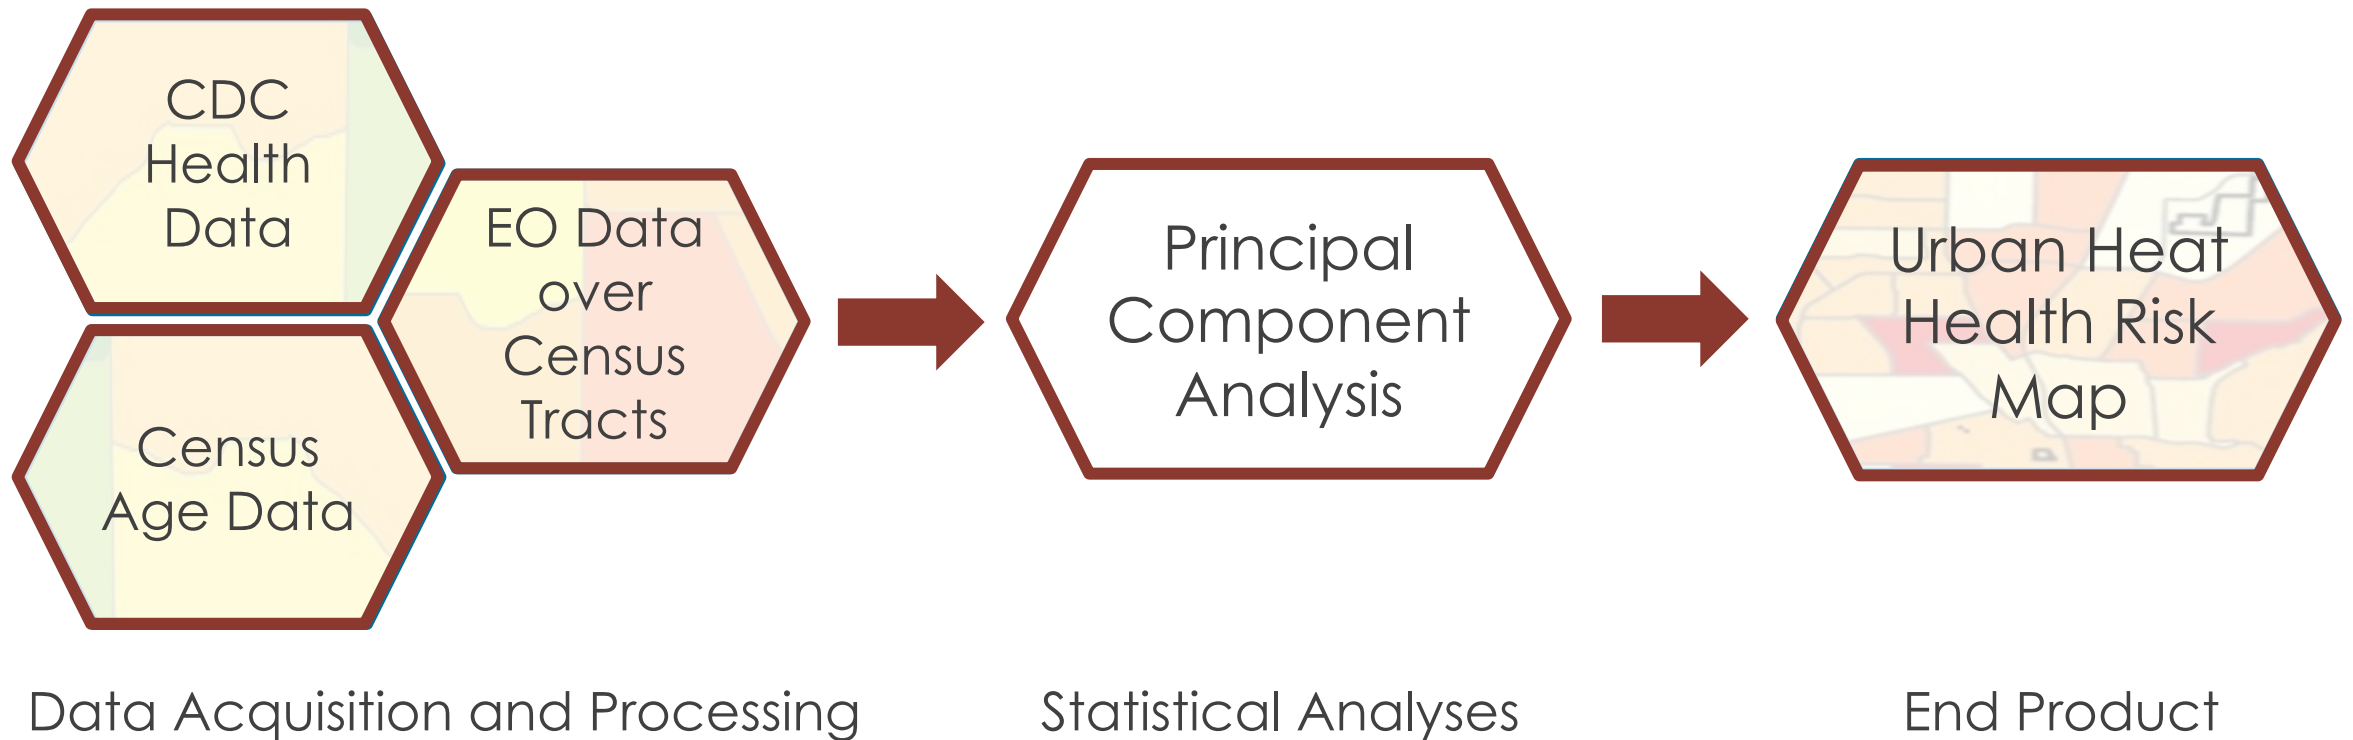 CDC
Health
Data
Census
Age Data
EO Data
over
Census
Tracts
Principal
Component
Analysis
Urban Heat
Health Risk
Map
Data Acquisition and Processing
Statistical Analyses
End Product